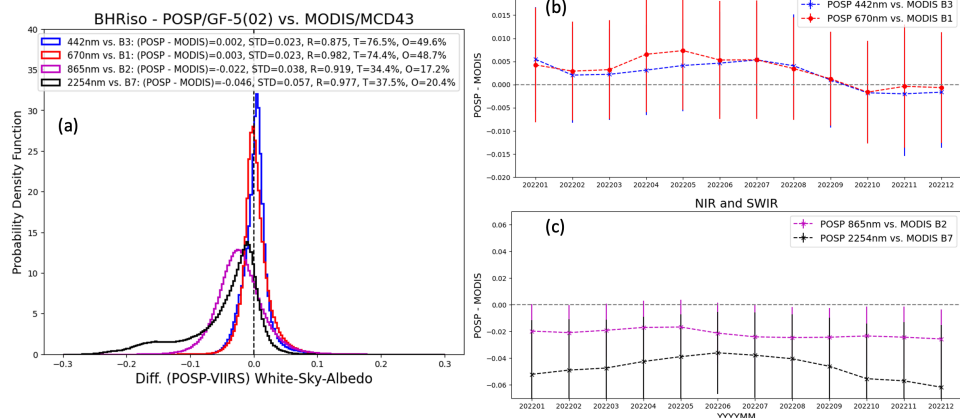 BHRiso - POSP/GF-5(02) vs. MODIS/MCD43
442nm vs. B3: (POSP - MODIS)=0.002, STD=0.023, R=0.875, T=76.5%, O=49.6%
670nm vs. B1: (POSP - MODIS)=0.003, STD=0.023, R=0.982, T=74.4%, O=48.7%
865nm vs. B2: (POSP - MODIS)=-0.022, STD=0.038, R=0.919, T=34.4%, O=17.2%
2254nm vs. B7: (POSP - MODIS)=-0.046, STD=0.057, R=0.977, T=37.5%, O=20.4%
(a)
Probability Density Function
40
35
30
25
20
15
10
5
0
−0.3 −0.2 −0.1 0.0 0.1 0.2 0.3
Diff. (POSP-VIIRS) White-Sky-Albedo
(b)
POSP 442nm vs. MODIS B3
POSP 670nm vs. MODIS B1
POSP - MODIS
0.015
0.010
0.005
0.000
−0.005
−0.010
−0.015
−0.020
202201 202202 202203 202204 202205 202206 202207 202208 202209 202210 202211 202212
NIR and SWIR
(c)
POSP 865nm vs. MODIS B2
POSP 2254nm vs. MODIS B7
POSP - MODIS
0.06
0.04
0.02
0.00
−0.02
−0.04
−0.06
202201 202202 202203 202204 202205 202206 202207 202208 202209 202210 202211 202212
YYYYMM